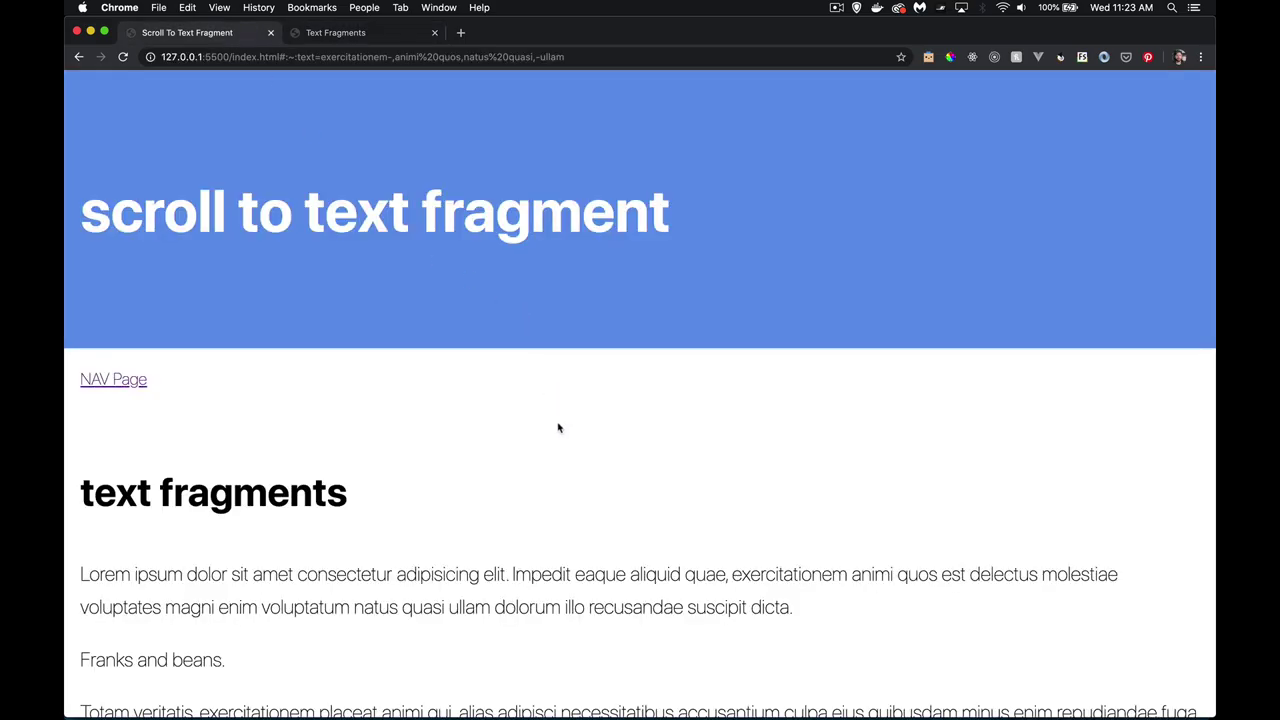 Chrome File Edit View History Bookmarks People Tab Window Help 100% Wed 11:23 AM
Scroll To Text Fragment Text Fragments
127.0.0.1:5500/index.html#:~:text=exercitationem-,animi%20quos,natus%20quasi,-ullam
scroll to text fragment
NAV Page
text fragments
Lorem ipsum dolor sit amet consectetur adipisicing elit. Impedit eaque aliquid quae, exercitationem animi quos est delectus molestiae
voluptates magni enim voluptatum natus quasi ullam dolorum illo recusandae suscipit dicta.
Franks and beans.
Totam veritatis, exercitationem placeat animi qui, alias adipisci necessitatibus accusantium culpa eius quibusdam minus enim repudiandae fuga